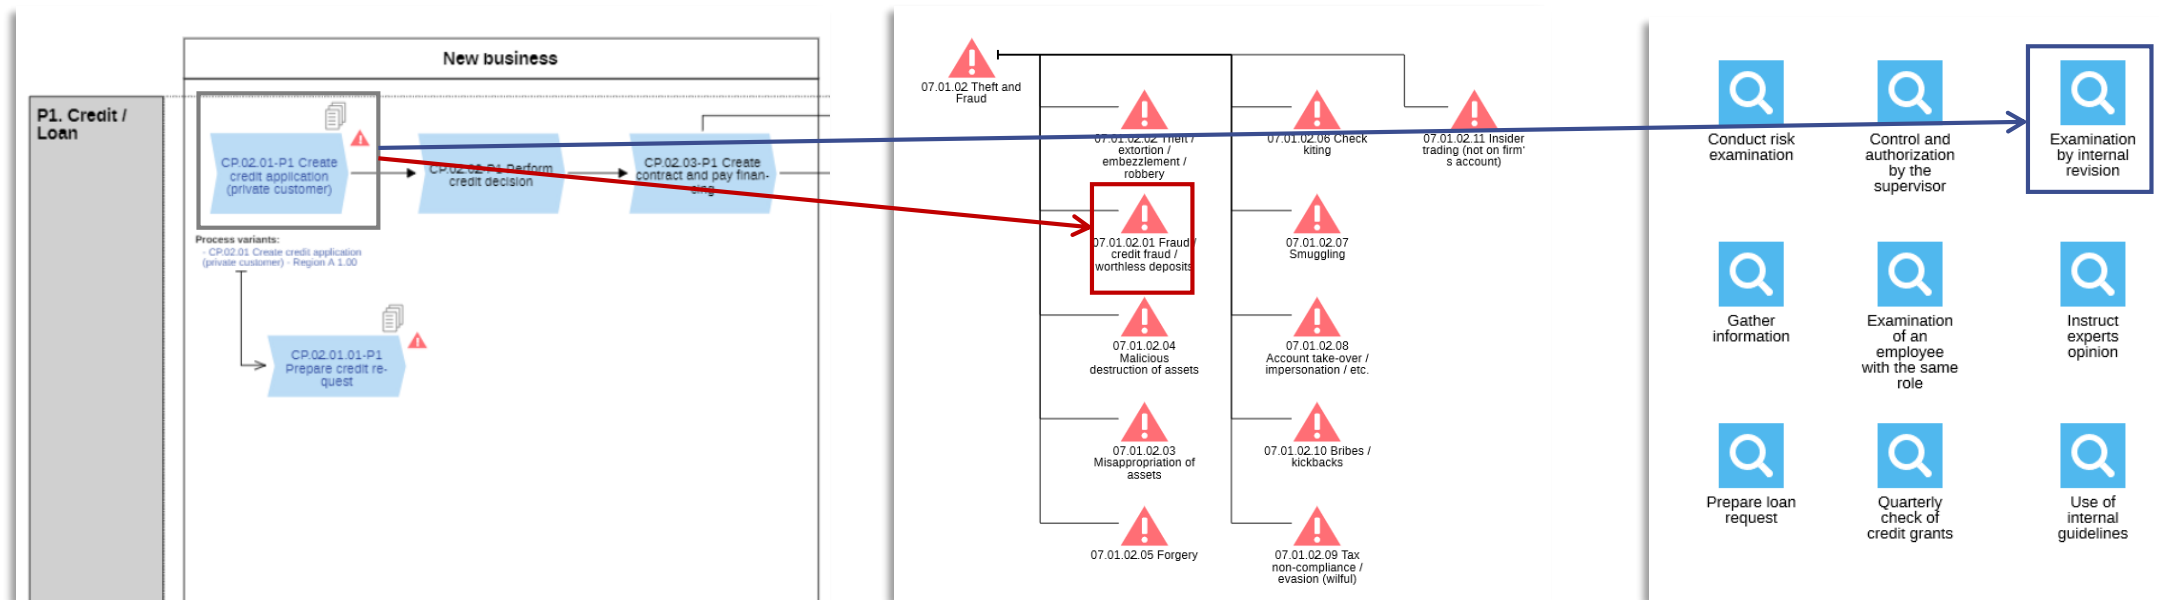 New business
P1. Credit /
Loan
CP.02.01-P1 Create
credit application
(private customer)
CP.02.02-P1 Perform
credit decision
CP.02.03-P1 Create
contract and pay finan-
cing
Process variants:
- CP.02.01 Create credit application
(private customer) - Region A 1.00
CP.02.01.01-P1
Prepare credit re-
quest
07.01.02 Theft and
Fraud
07.01.02.02 Theft /
extortion /
embezzlement /
robbery
07.01.02.06 Check
kiting
07.01.02.11 Insider
trading (not on firm'
s account)
07.01.02.01 Fraud /
credit fraud /
worthless deposits
07.01.02.07
Smuggling
07.01.02.04
Malicious
destruction of assets
07.01.02.08
Account take-over /
impersonation / etc.
07.01.02.03
Misappropriation of
assets
07.01.02.10 Bribes /
kickbacks
07.01.02.05 Forgery
07.01.02.09 Tax
non-compliance /
evasion (wilful)
Conduct risk
examination
Control and
authorization
by the
supervisor
Examination
by internal
revision
Gather
information
Examination
of an
employee
with the same
role
Instruct
experts
opinion
Prepare loan
request
Quarterly
check of
credit grants
Use of
internal
guidelines